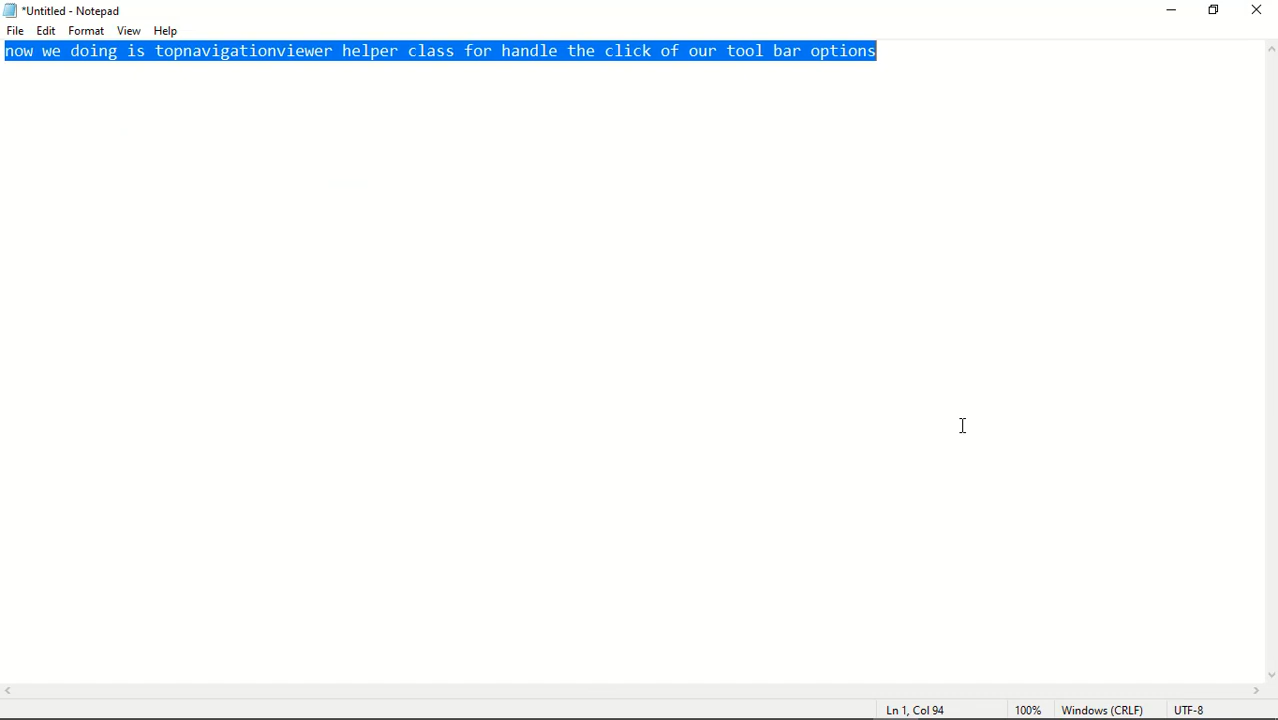 *Untitled - Notepad
File Edit Format View Help
now we doing is topnavigationviewer helper class for handle the click of our tool bar options
Ln 1, Col 94 100% Windows (CRLF) UTF-8